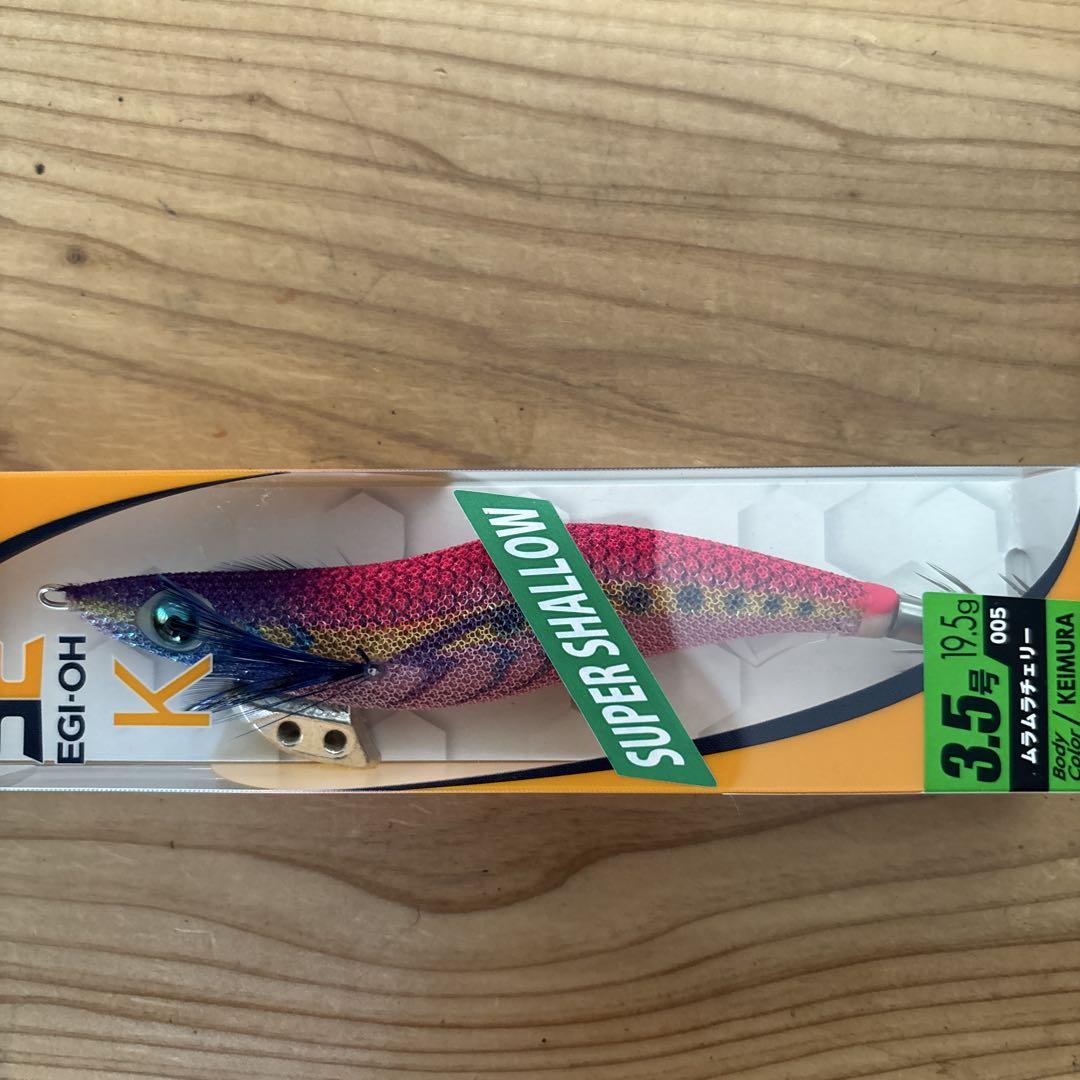 EGI-OH
K
SUPER SHALLOW
3.5号 19.5g
005
ムラムラチェリー
Body Color / KEIMURA